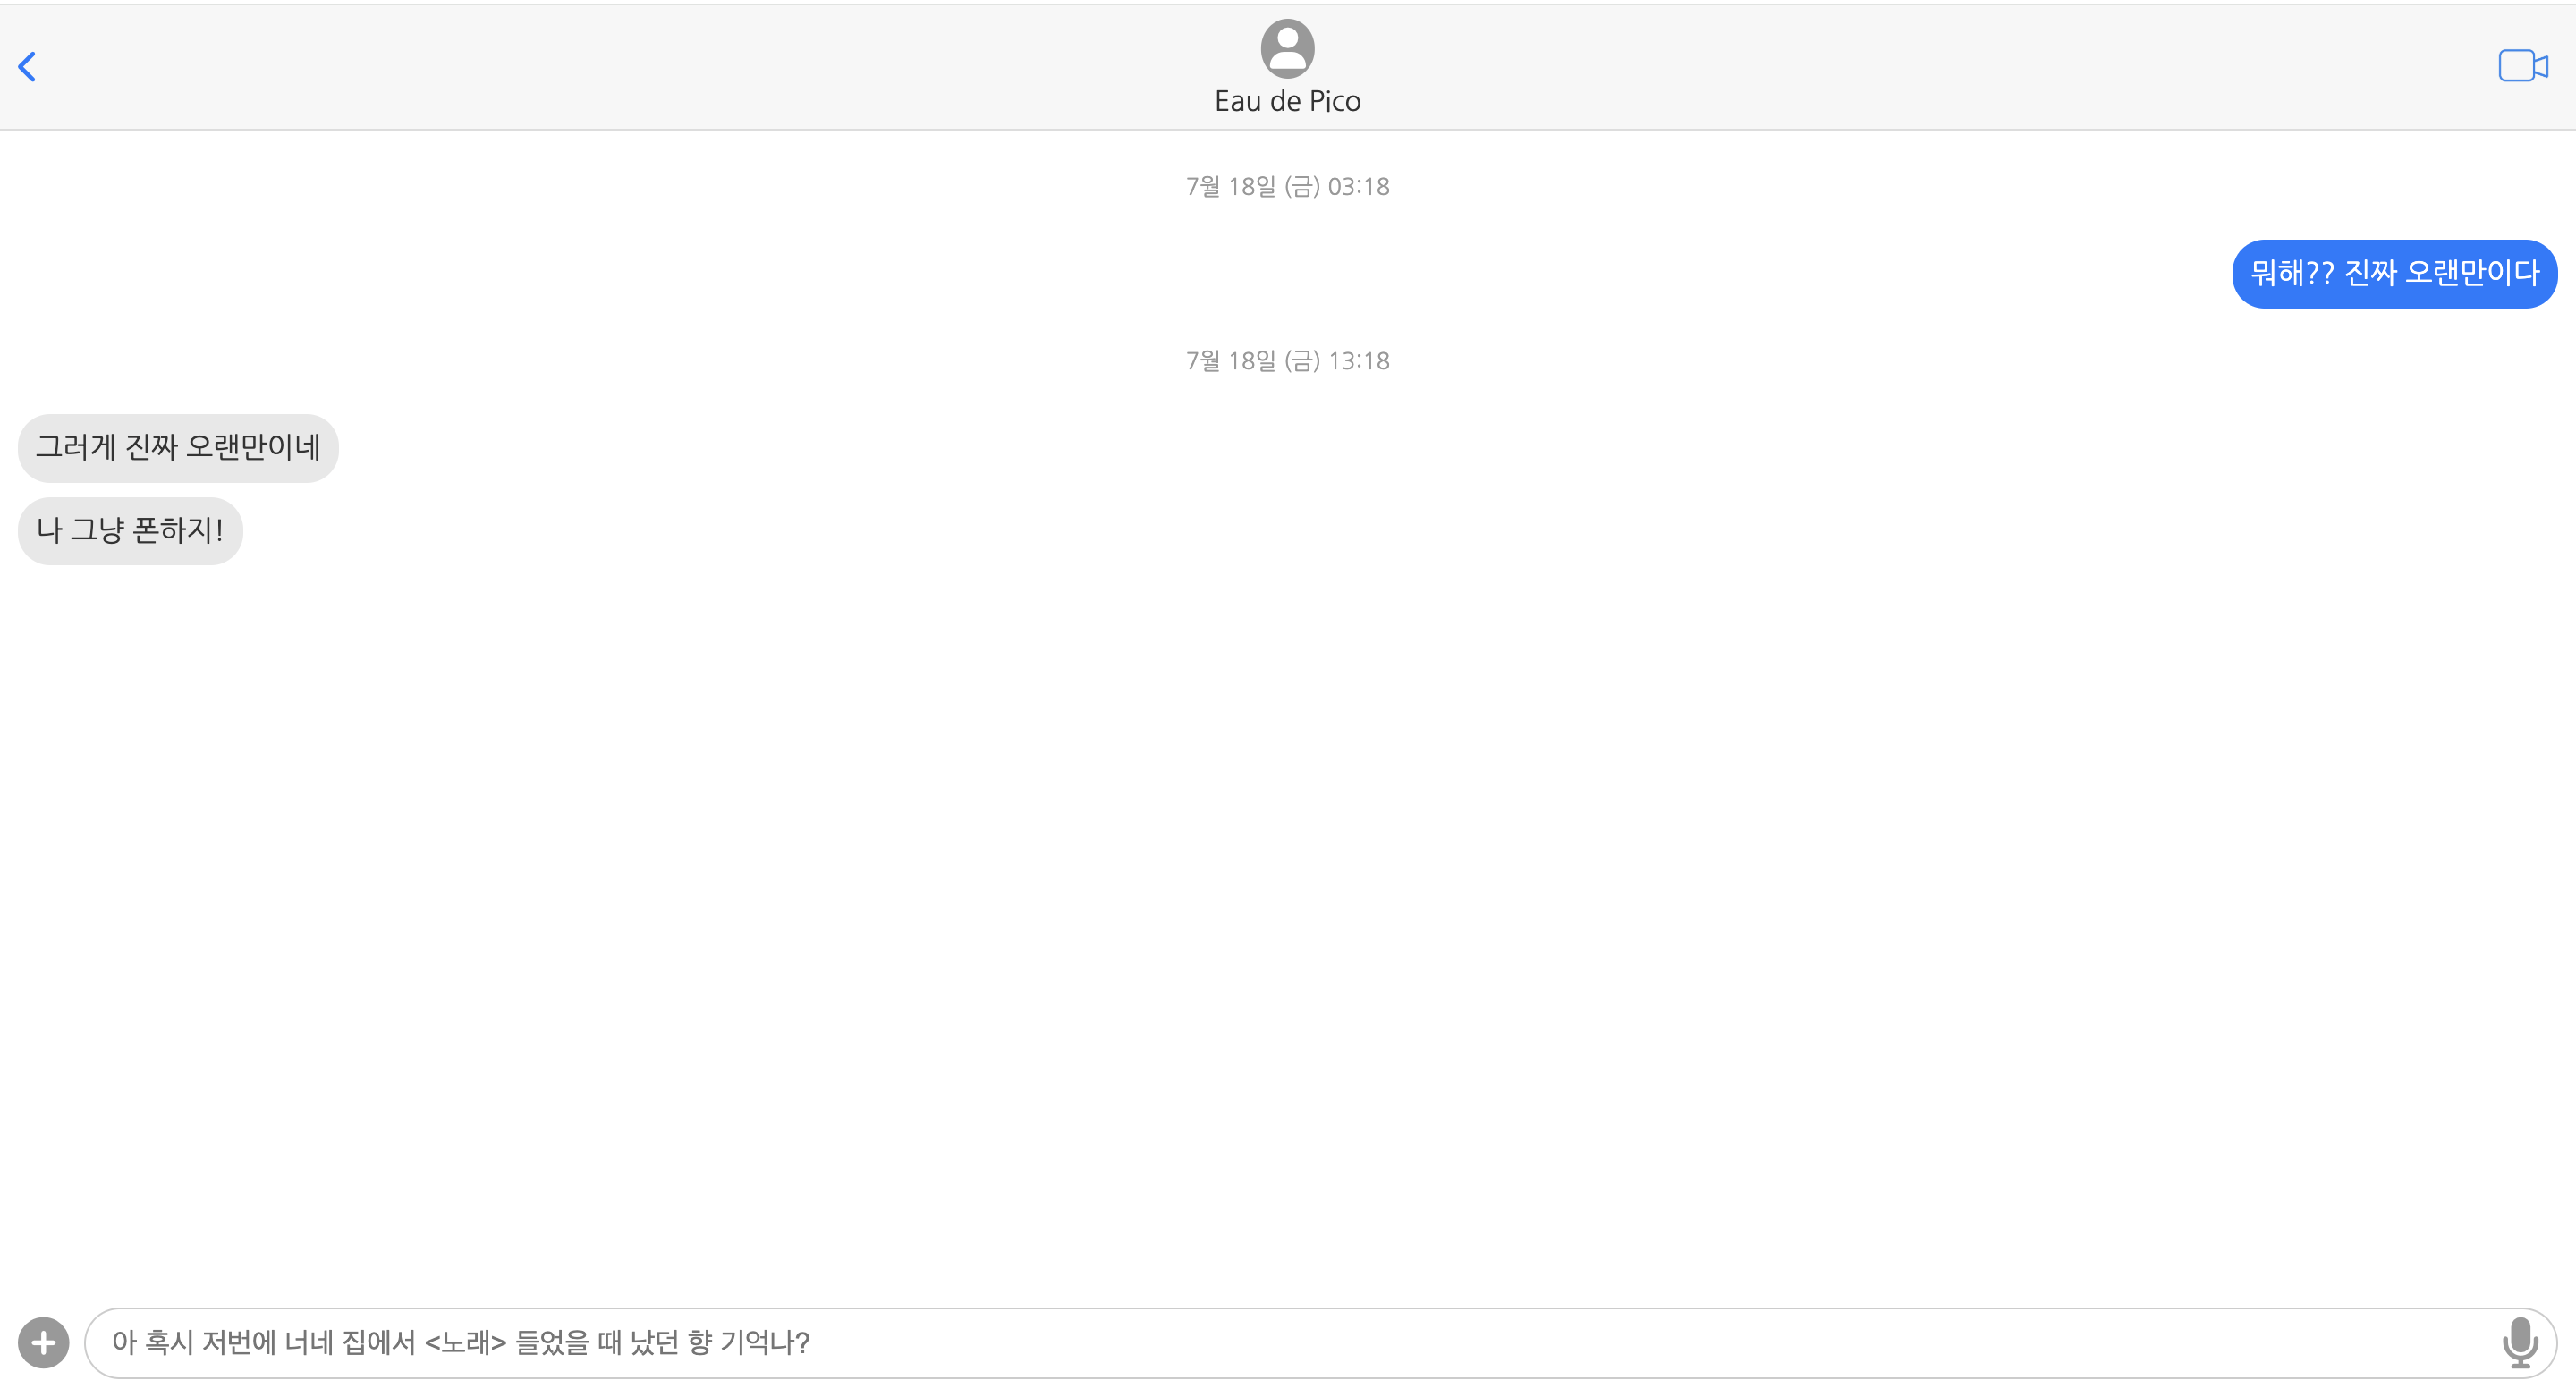 Eau de Pico
7월 18일 (금) 03:18
뭐해?? 진짜 오랜만이다
7월 18일 (금) 13:18
그러게 진짜 오랜만이네
나 그냥 폰하지!
아 혹시 저번에 너네 집에서 <노래> 들었을 때 났던 향 기억나?